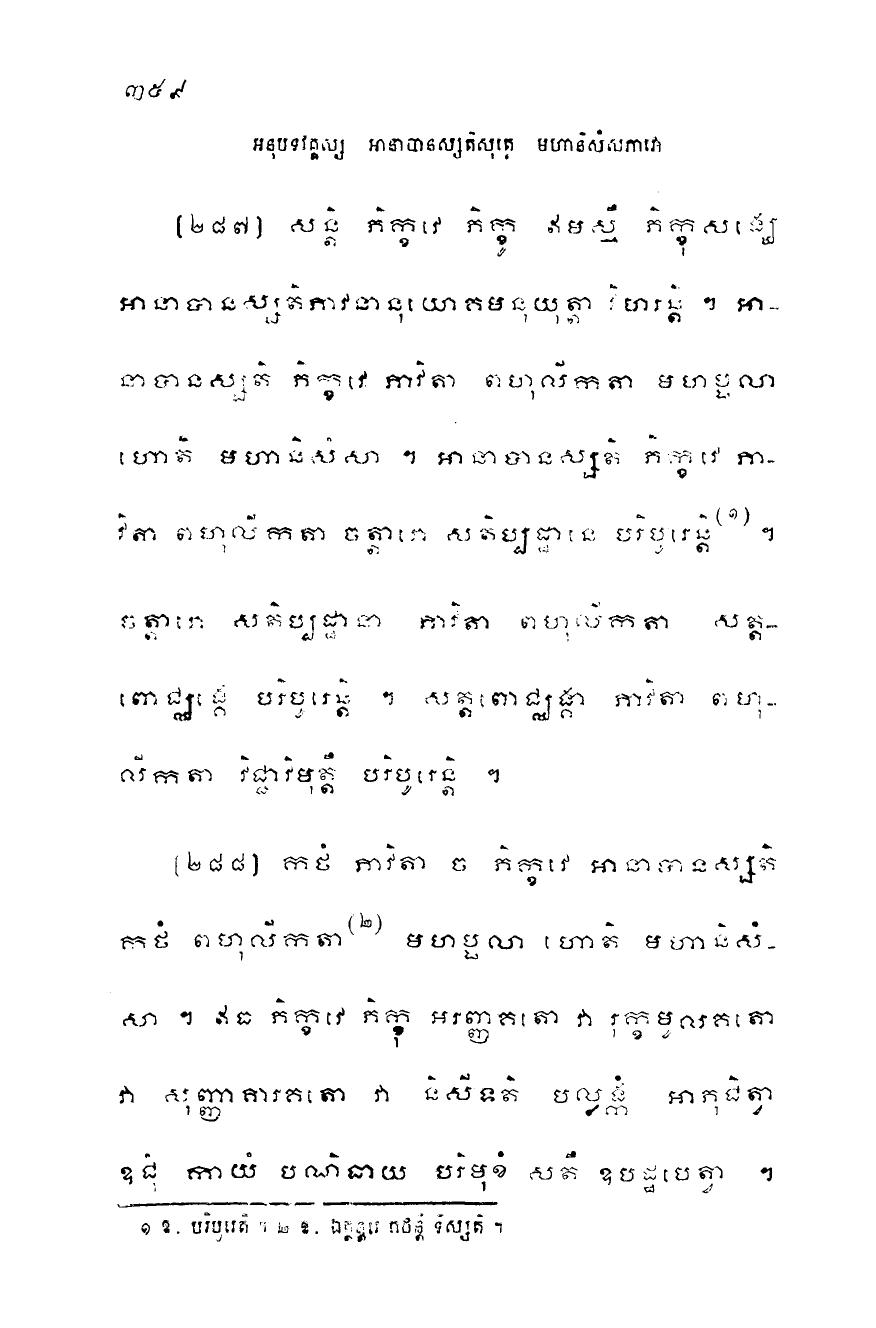 ៣៥៩
អនុបទវគ្គស្ស អានាបានស្សតិសុត្តេ មហានិសំសភាវោ
[២៨៧] សន្តិ ភិក្ខវេ ភិក្ខូ ឥមស្មឹ ភិក្ខុសង្ឃេ
អានាបានស្សតិភាវនានុយោគមនុយុត្តា វិហរន្តិ ។ អា-
នាបានស្សតិ ភិក្ខវេ ភាវិតា ពហុលីកតា មហប្ផលា
ហោតិ មហានិសំសា ។ អានាបានស្សតិ ភិក្ខវេ ភា-
វិតា ពហុលីកតា ចត្តារោ សតិប្បដ្ឋានេ បរិបូរេន្តិ(១) ។
ចត្តារោ សតិប្បដ្ឋានា ភាវិតា ពហុលីកតា សត្ត-
ពោជ្ឈង្គេ បរិបូរេន្តិ ។ សត្តពោជ្ឈង្គា ភាវិតា ពហុ-
លីកតា វិជ្ជាវិមុត្តឹ បរិបូរេន្តិ ។
[២៨៨] កថំ ភាវិតា ច ភិក្ខវេ អានាបានស្សតិ
កថំ ពហុលីកតា(២) មហប្ផលា ហោតិ មហានិសំ-
សា ។ ឥធ ភិក្ខវេ ភិក្ខុ អរញ្ញគតោ វា រុក្ខមូលគតោ
វា សុញ្ញាគារគតោ វា និសីទតិ បល្លង្កំ អាភុជិត្វា
ឧជុំ កាយំ បណិធាយ បរិមុខំ សតឹ ឧបដ្ឋបេត្វា ។
១ ឱ. បរិបូរេតិ ។ ២ ឱ. ឯត្ថន្តរេ កថន្តិ ទិស្សតិ ។